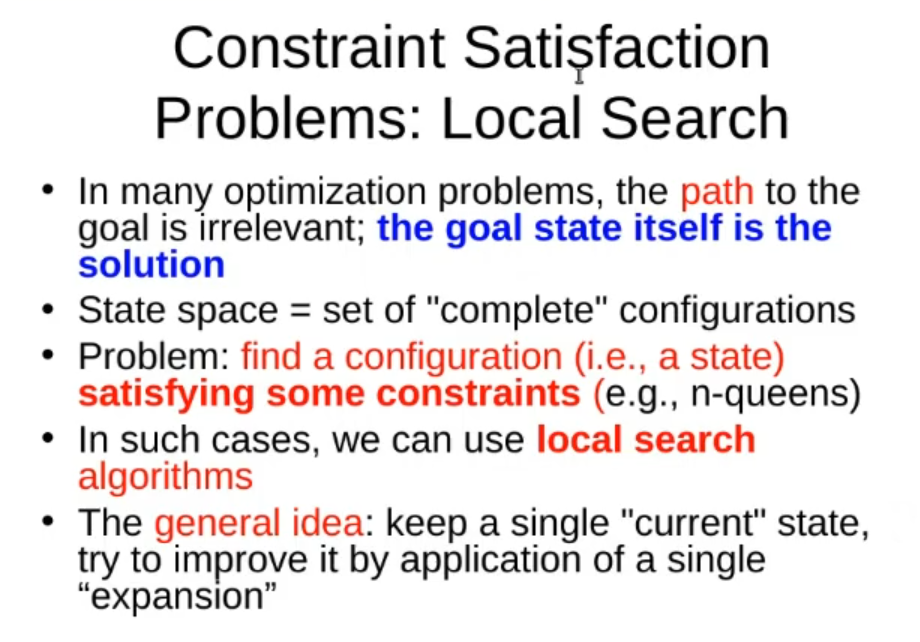 Constraint Satisfaction
Problems: Local Search
• In many optimization problems, the path to the
goal is irrelevant; the goal state itself is the
solution
• State space = set of "complete" configurations
• Problem: find a configuration (i.e., a state)
satisfying some constraints (e.g., n-queens)
• In such cases, we can use local search
algorithms
• The general idea: keep a single "current" state,
try to improve it by application of a single
“expansion”